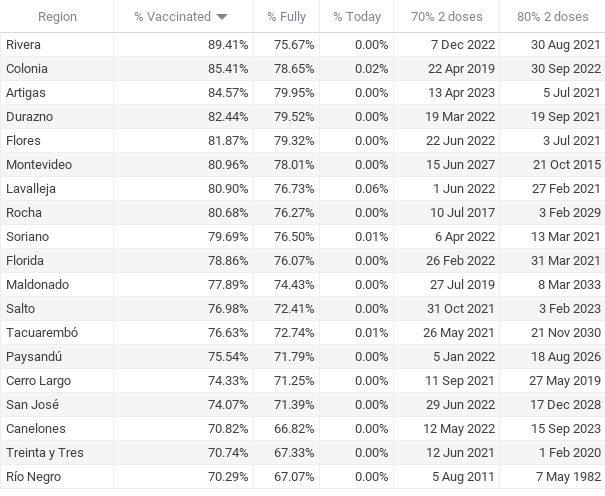 Region % Vaccinated % Fully % Today 70% 2 doses 80% 2 doses
Rivera 89.41% 75.67% 0.00% 7 Dec 2022 30 Aug 2021
Colonia 85.41% 78.65% 0.02% 22 Apr 2019 30 Sep 2022
Artigas 84.57% 79.95% 0.00% 13 Apr 2023 5 Jul 2021
Durazno 82.44% 79.52% 0.00% 19 Mar 2022 19 Sep 2021
Flores 81.87% 79.32% 0.00% 22 Jun 2022 3 Jul 2021
Montevideo 80.96% 78.01% 0.00% 15 Jun 2027 21 Oct 2015
Lavalleja 80.90% 76.73% 0.06% 1 Jun 2022 27 Feb 2021
Rocha 80.68% 76.27% 0.00% 10 Jul 2017 3 Feb 2029
Soriano 79.69% 76.50% 0.01% 6 Apr 2022 13 Mar 2021
Florida 78.86% 76.07% 0.00% 26 Feb 2022 31 Mar 2021
Maldonado 77.89% 74.43% 0.00% 27 Jul 2019 8 Mar 2033
Salto 76.98% 72.41% 0.00% 31 Oct 2021 3 Feb 2023
Tacuarembó 76.63% 72.74% 0.01% 26 May 2021 21 Nov 2030
Paysandú 75.54% 71.79% 0.00% 5 Jan 2022 18 Aug 2026
Cerro Largo 74.33% 71.25% 0.00% 11 Sep 2021 27 May 2019
San José 74.07% 71.39% 0.00% 29 Jun 2022 17 Dec 2028
Canelones 70.82% 66.82% 0.00% 12 May 2022 15 Sep 2023
Treinta y Tres 70.74% 67.33% 0.00% 12 Jun 2021 1 Feb 2020
Río Negro 70.29% 67.07% 0.00% 5 Aug 2011 7 May 1982